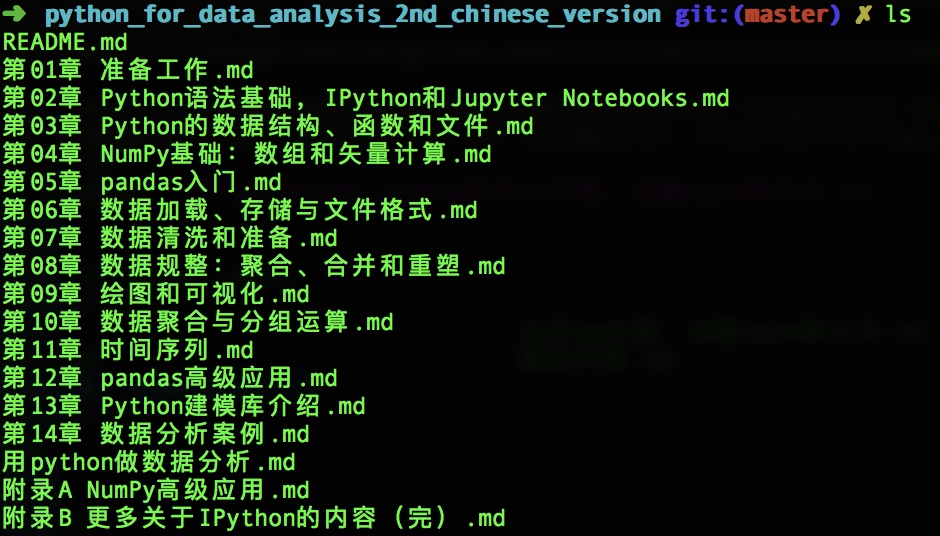 ➜ python_for_data_analysis_2nd_chinese_version git:(master) ✗ ls
README.md
第01章 准备工作.md
第02章 Python语法基础，IPython和Jupyter Notebooks.md
第03章 Python的数据结构、函数和文件.md
第04章 NumPy基础：数组和矢量计算.md
第05章 pandas入门.md
第06章 数据加载、存储与文件格式.md
第07章 数据清洗和准备.md
第08章 数据规整：聚合、合并和重塑.md
第09章 绘图和可视化.md
第10章 数据聚合与分组运算.md
第11章 时间序列.md
第12章 pandas高级应用.md
第13章 Python建模库介绍.md
第14章 数据分析案例.md
用python做数据分析.md
附录A NumPy高级应用.md
附录B 更多关于IPython的内容（完）.md